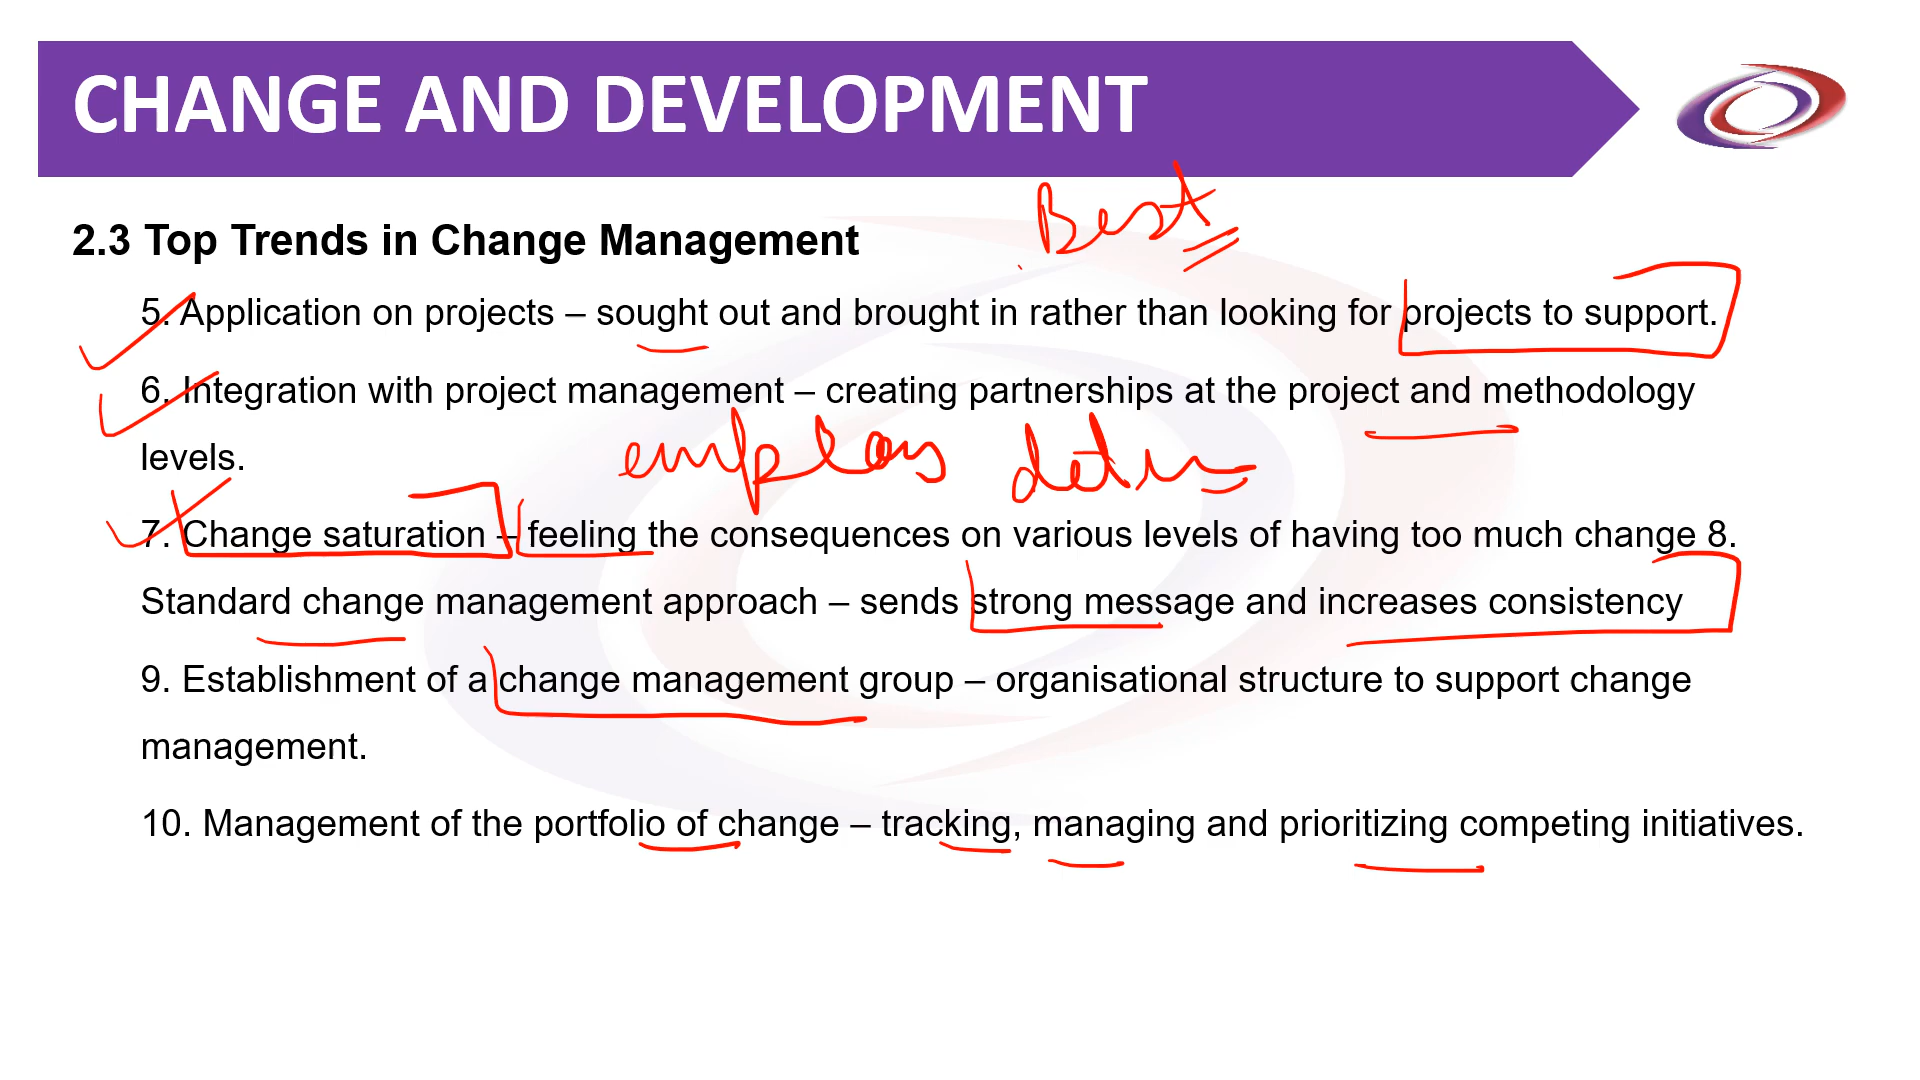 CHANGE AND DEVELOPMENT
Best
2.3 Top Trends in Change Management
5. Application on projects – sought out and brought in rather than looking for projects to support.
6. Integration with project management – creating partnerships at the project and methodology
levels.
7. Change saturation – feeling the consequences on various levels of having too much change 8.
Standard change management approach – sends strong message and increases consistency
9. Establishment of a change management group – organisational structure to support change
management.
10. Management of the portfolio of change – tracking, managing and prioritizing competing initiatives.